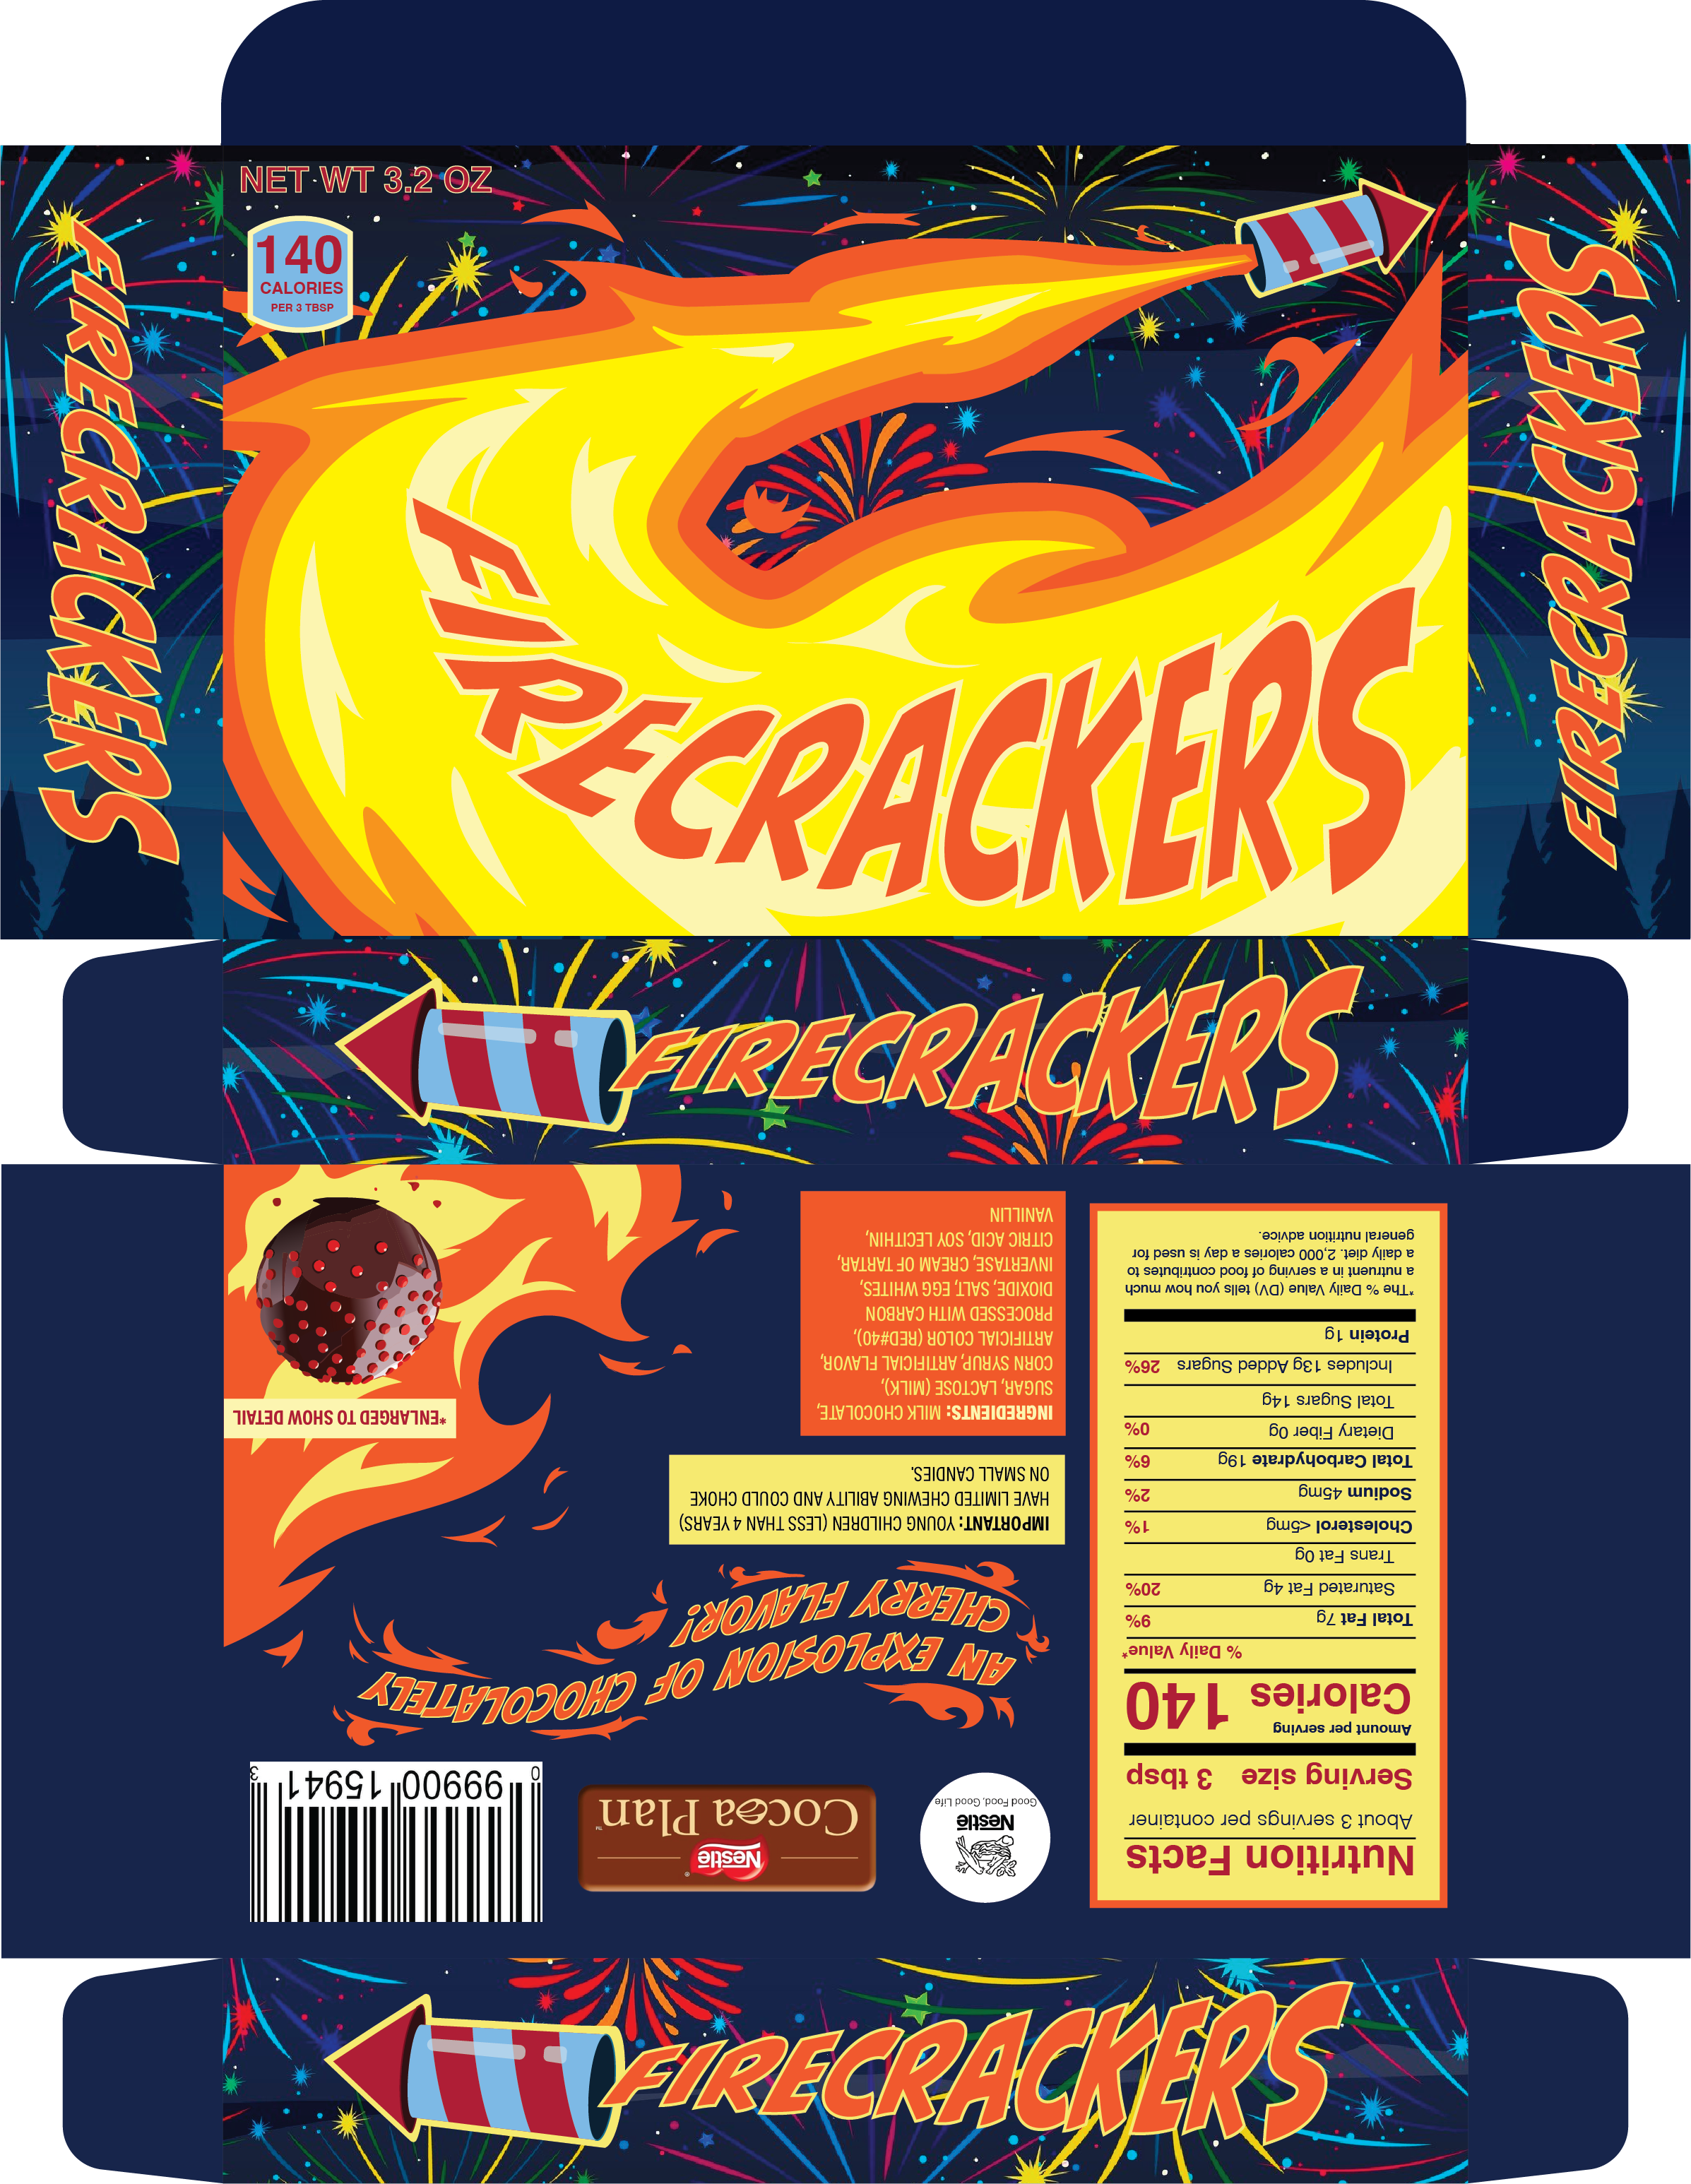 NET WT 3.2 OZ
140
CALORIES
PER 3 TBSP
FIRECRACKERS
FIRECRACKERS
FIRECRACKERS
FIRECRACKERS
Nutrition Facts
About 3 servings per container
Serving size 3 tbsp
Amount per serving
Calories 140
% Daily Value*
Total Fat 7g 9%
Saturated Fat 4g 20%
Trans Fat 0g
Cholesterol <5mg 1%
Sodium 45mg 2%
Total Carbohydrate 19g 6%
Dietary Fiber 0g 0%
Total Sugars 14g
Includes 13g Added Sugars 26%
Protein 1g
*The % Daily Value (DV) tells you how much
a nutruent in a serving of food contributes to
a daily diet. 2,000 calories a day is used for
general nutrition advice.
Nestlé
Good Food, Good Life
Nestlé®
Cocoa Plan™
0 99900 15941 3
AN EXPLOSION OF CHOCOLATELY
CHERRY FLAVOR!
IMPORTANT: YOUNG CHILDREN (LESS THAN 4 YEARS)
HAVE LIMITED CHEWING ABILITY AND COULD CHOKE
ON SMALL CANDIES.
INGREDIENTS: MILK CHOCOLATE,
SUGAR, LACTOSE (MILK),
CORN SYRUP, ARTIFICIAL FLAVOR,
ARTIFICIAL COLOR (RED#40),
PROCESSED WITH CARBON
DIOXIDE, SALT, EGG WHITES,
INVERTASE, CREAM OF TARTAR,
CITRIC ACID, SOY LECITHIN,
VANILLIN
*ENLARGED TO SHOW DETAIL
FIRECRACKERS